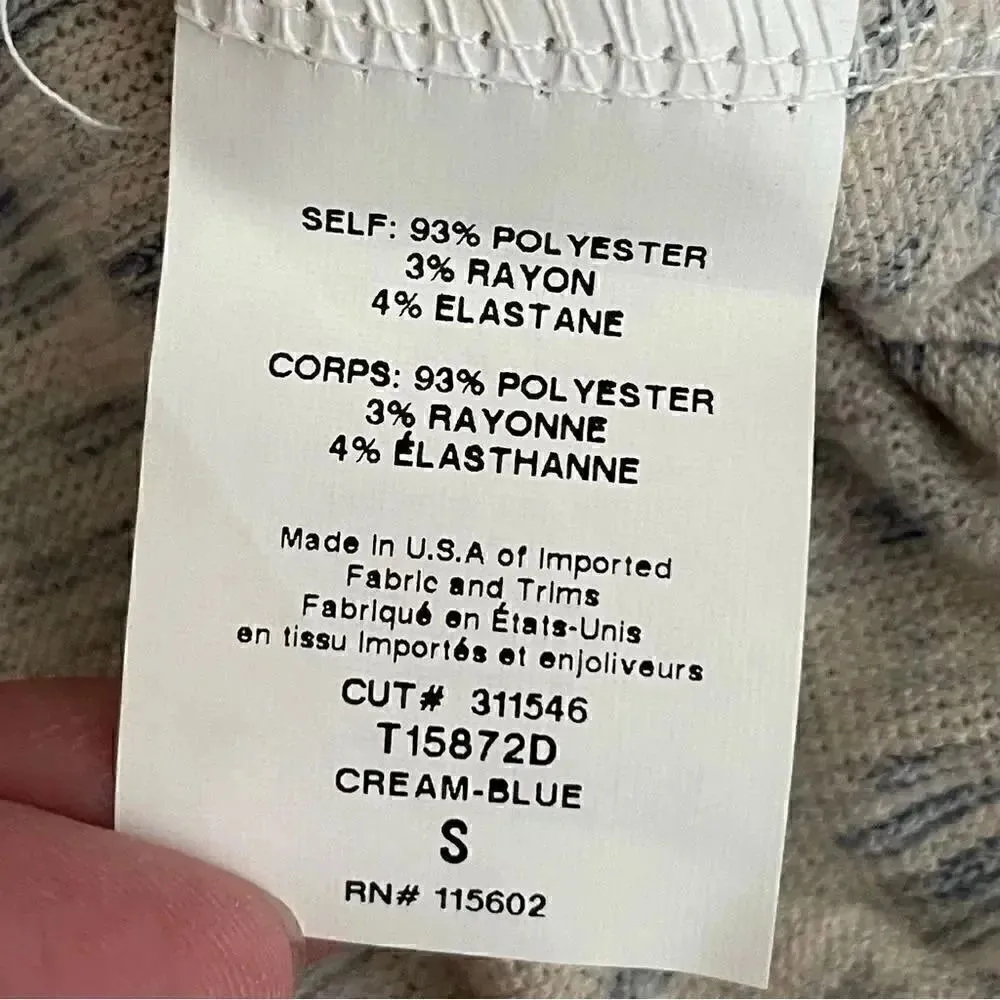 SELF: 93% POLYESTER
3% RAYON
4% ELASTANE
CORPS: 93% POLYESTER
3% RAYONNE
4% ÉLASTHANNE
Made in U.S.A of Imported
Fabric and Trims
Fabriqué en États-Unis
en tissu Importés et enjoliveurs
CUT# 311546
T15872D
CREAM-BLUE
S
RN# 115602